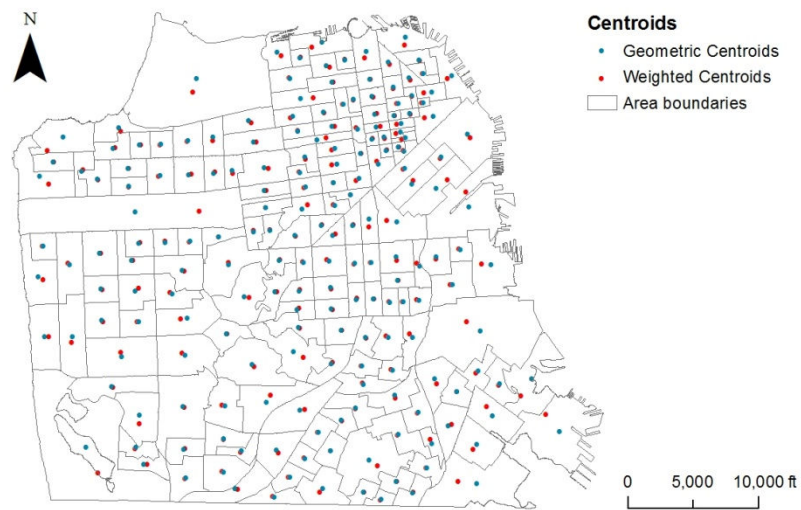 N
Centroids
Geometric Centroids
Weighted Centroids
Area boundaries
0 5,000 10,000 ft